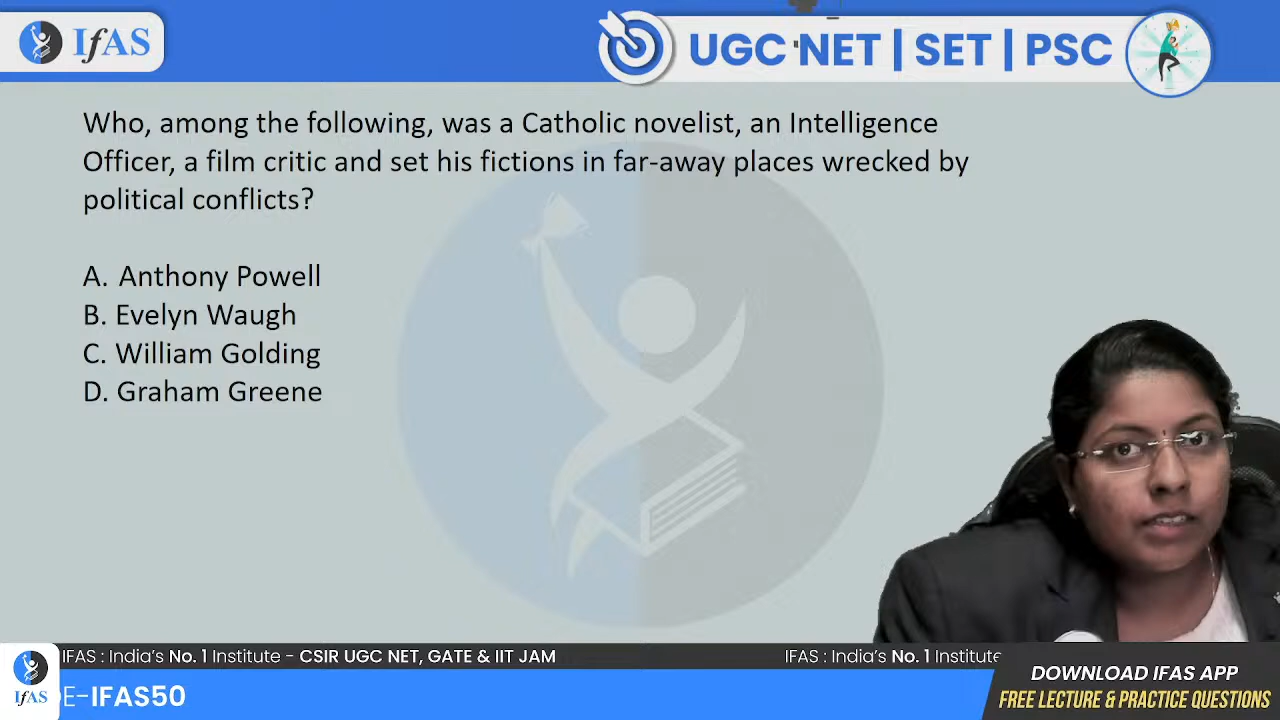 IfAS
UGC NET | SET | PSC
Who, among the following, was a Catholic novelist, an Intelligence
Officer, a film critic and set his fictions in far-away places wrecked by
political conflicts?
A. Anthony Powell
B. Evelyn Waugh
C. William Golding
D. Graham Greene
IFAS : India's No. 1 Institute - CSIR UGC NET, GATE & IIT JAM
IFAS : India's No. 1 Institute
DOWNLOAD IFAS APP
FREE LECTURE & PRACTICE QUESTIONS
IfAS
DE-IFAS50